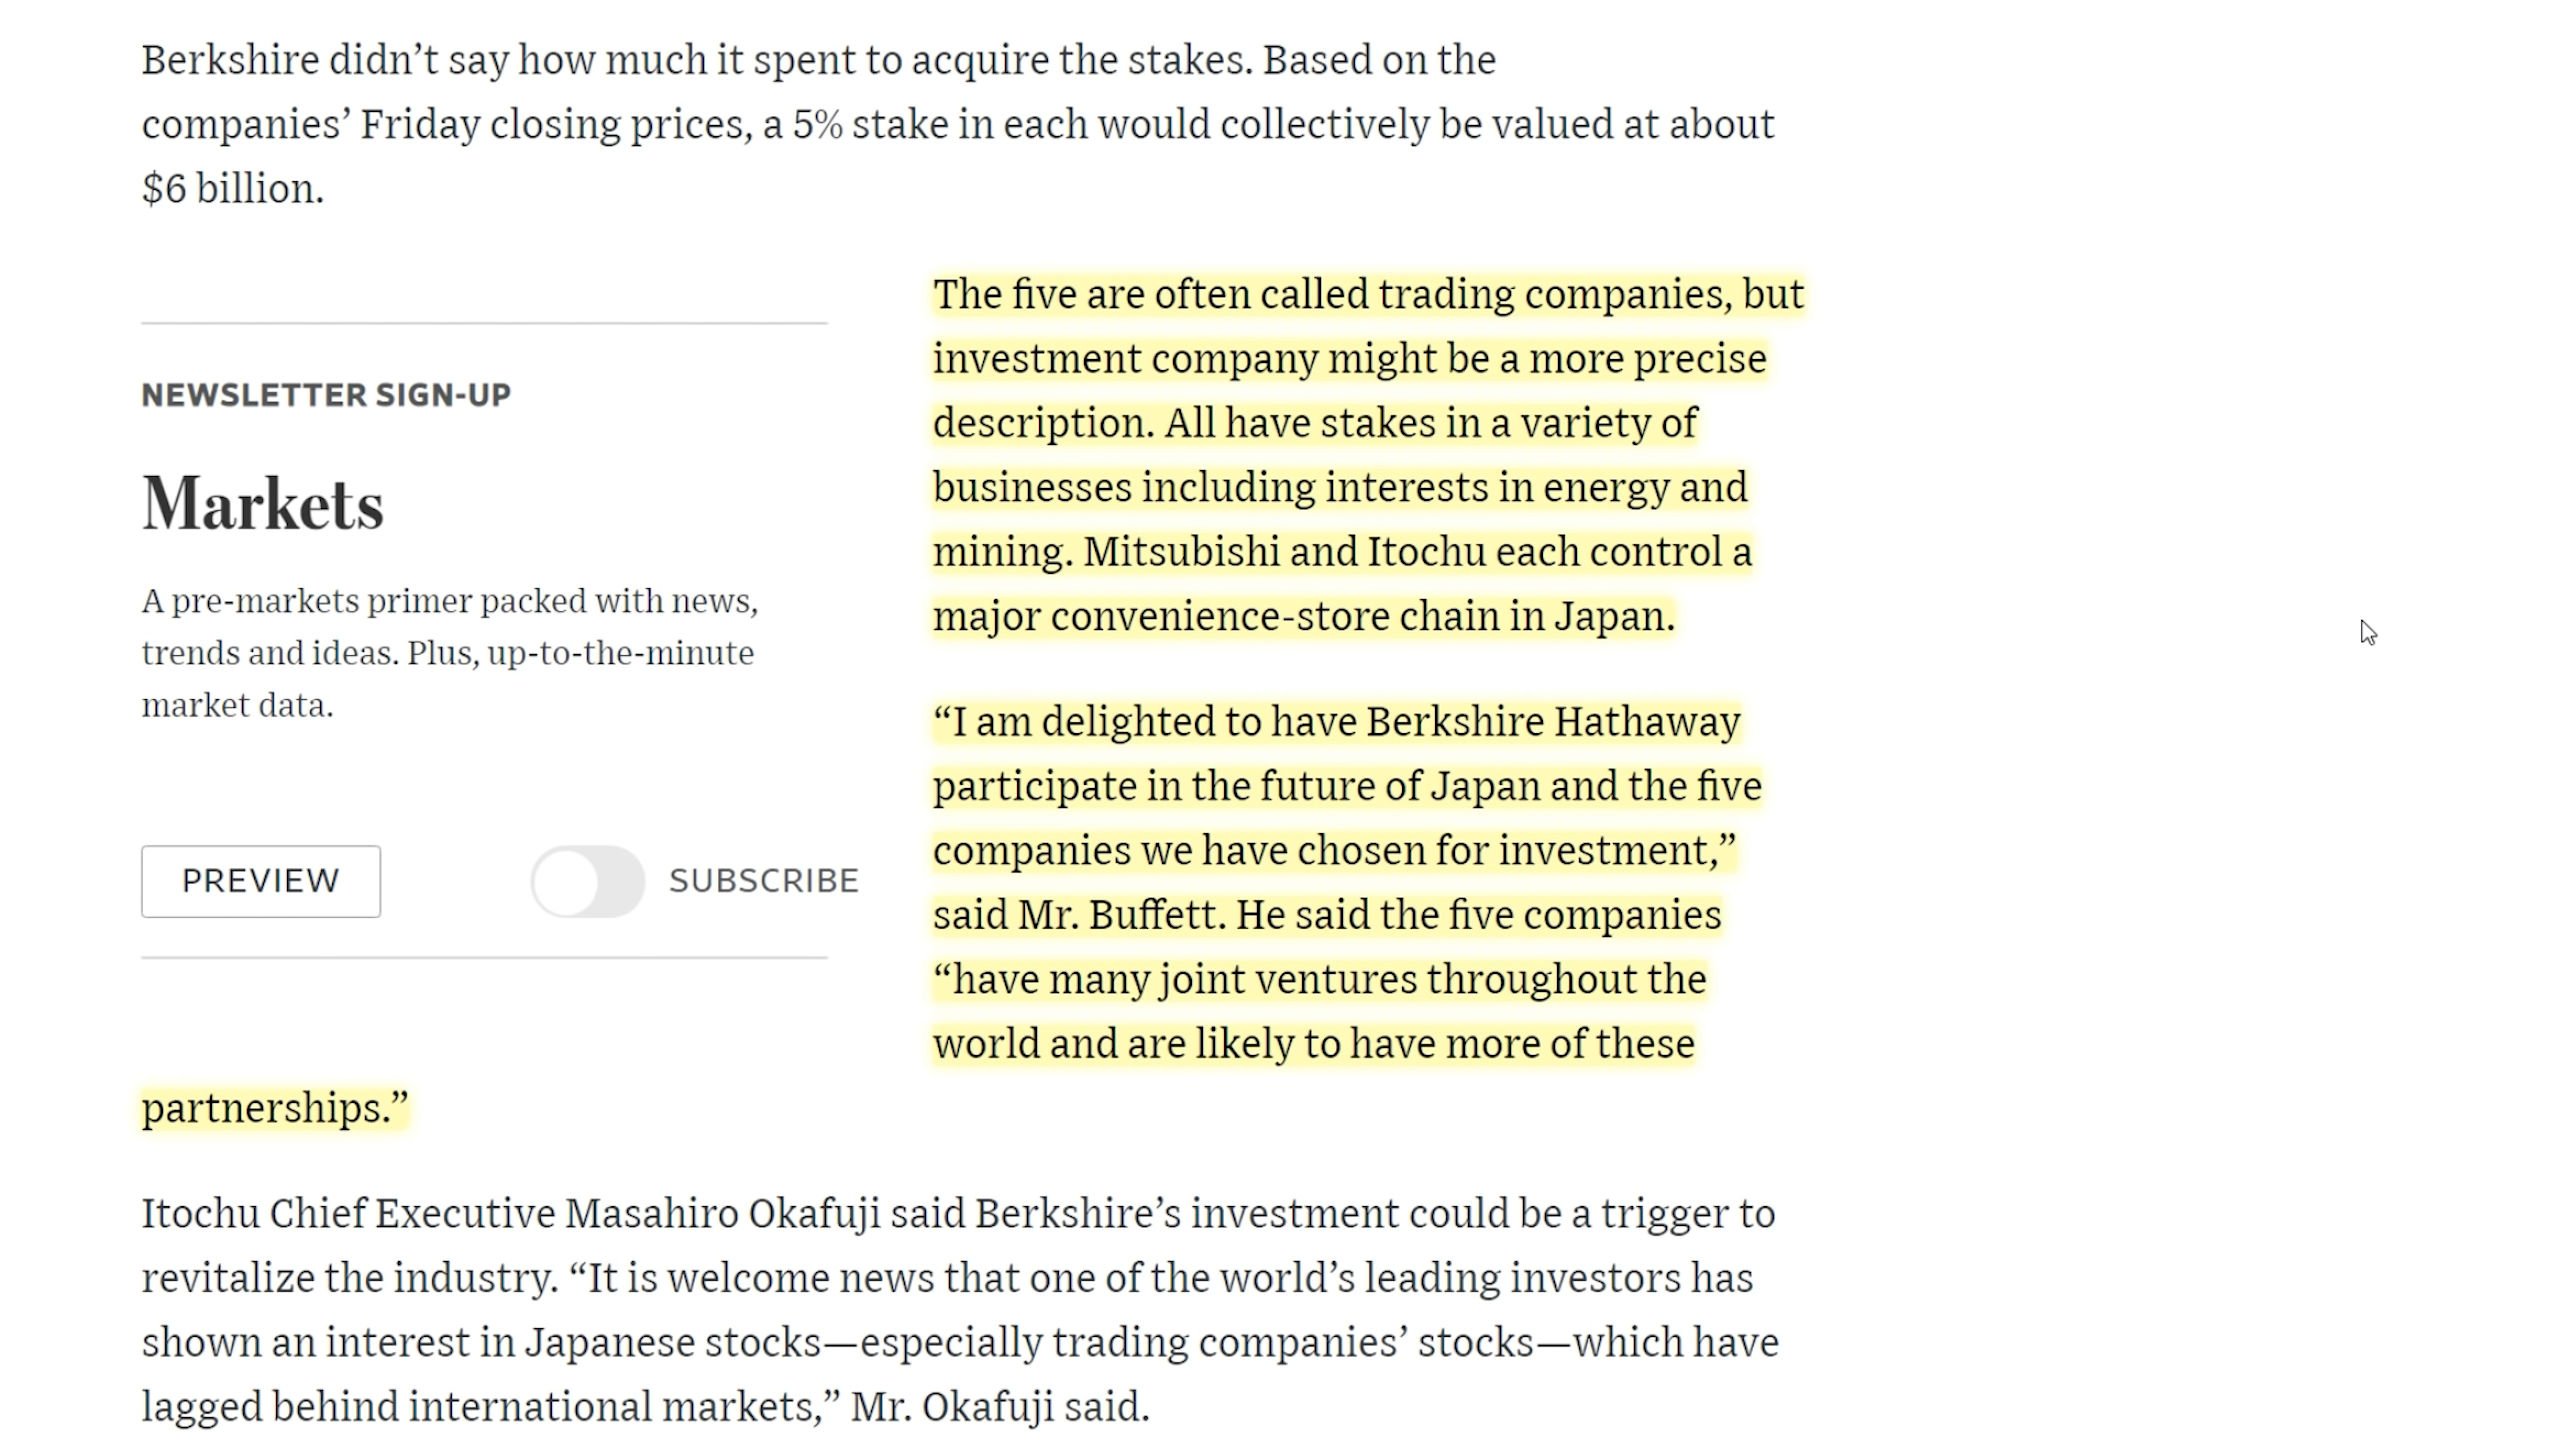 Berkshire didn’t say how much it spent to acquire the stakes. Based on the
companies’ Friday closing prices, a 5% stake in each would collectively be valued at about
$6 billion.
NEWSLETTER SIGN-UP
Markets
A pre-markets primer packed with news,
trends and ideas. Plus, up-to-the-minute
market data.
PREVIEW
SUBSCRIBE
The five are often called trading companies, but
investment company might be a more precise
description. All have stakes in a variety of
businesses including interests in energy and
mining. Mitsubishi and Itochu each control a
major convenience-store chain in Japan.
“I am delighted to have Berkshire Hathaway
participate in the future of Japan and the five
companies we have chosen for investment,”
said Mr. Buffett. He said the five companies
“have many joint ventures throughout the
world and are likely to have more of these
partnerships.”
Itochu Chief Executive Masahiro Okafuji said Berkshire’s investment could be a trigger to
revitalize the industry. “It is welcome news that one of the world’s leading investors has
shown an interest in Japanese stocks—especially trading companies’ stocks—which have
lagged behind international markets,” Mr. Okafuji said.